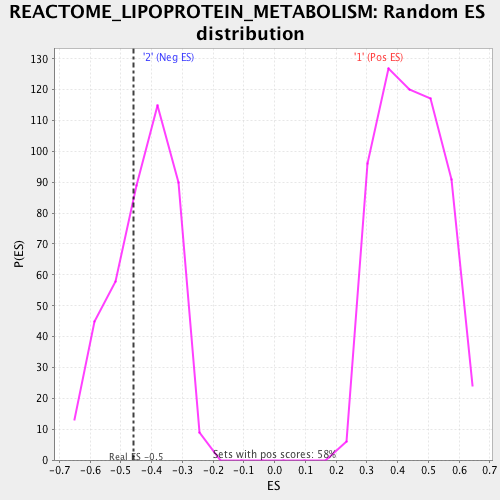 REACTOME_LIPOPROTEIN_METABOLISM: Random ES
distribution
'2' (Neg ES)
'1' (Pos ES)
130
120
110
100
90
80
70
60
50
40
30
20
10
0
P(ES)
Real ES -0.5
Sets with pos scores: 58%
-0.7 -0.6 -0.5 -0.4 -0.3 -0.2 -0.1 0.0 0.1 0.2 0.3 0.4 0.5 0.6 0.7
ES